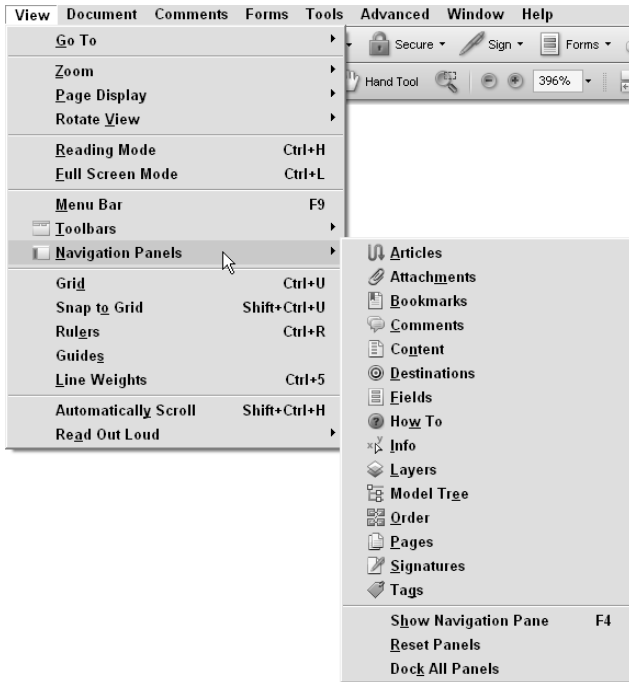 View Document Comments Forms Tools Advanced Window Help
Go To
Secure Sign Forms
Zoom
Hand Tool 396%
Page Display
Rotate View
Reading Mode Ctrl+H
Full Screen Mode Ctrl+L
Menu Bar F9
Toolbars
Navigation Panels
Grid Ctrl+U
Snap to Grid Shift+Ctrl+U
Rulers Ctrl+R
Guides
Line Weights Ctrl+5
Automatically Scroll Shift+Ctrl+H
Read Out Loud
Articles
Attachments
Bookmarks
Comments
Content
Destinations
Fields
How To
Info
Layers
Model Tree
Order
Pages
Signatures
Tags
Show Navigation Pane F4
Reset Panels
Dock All Panels